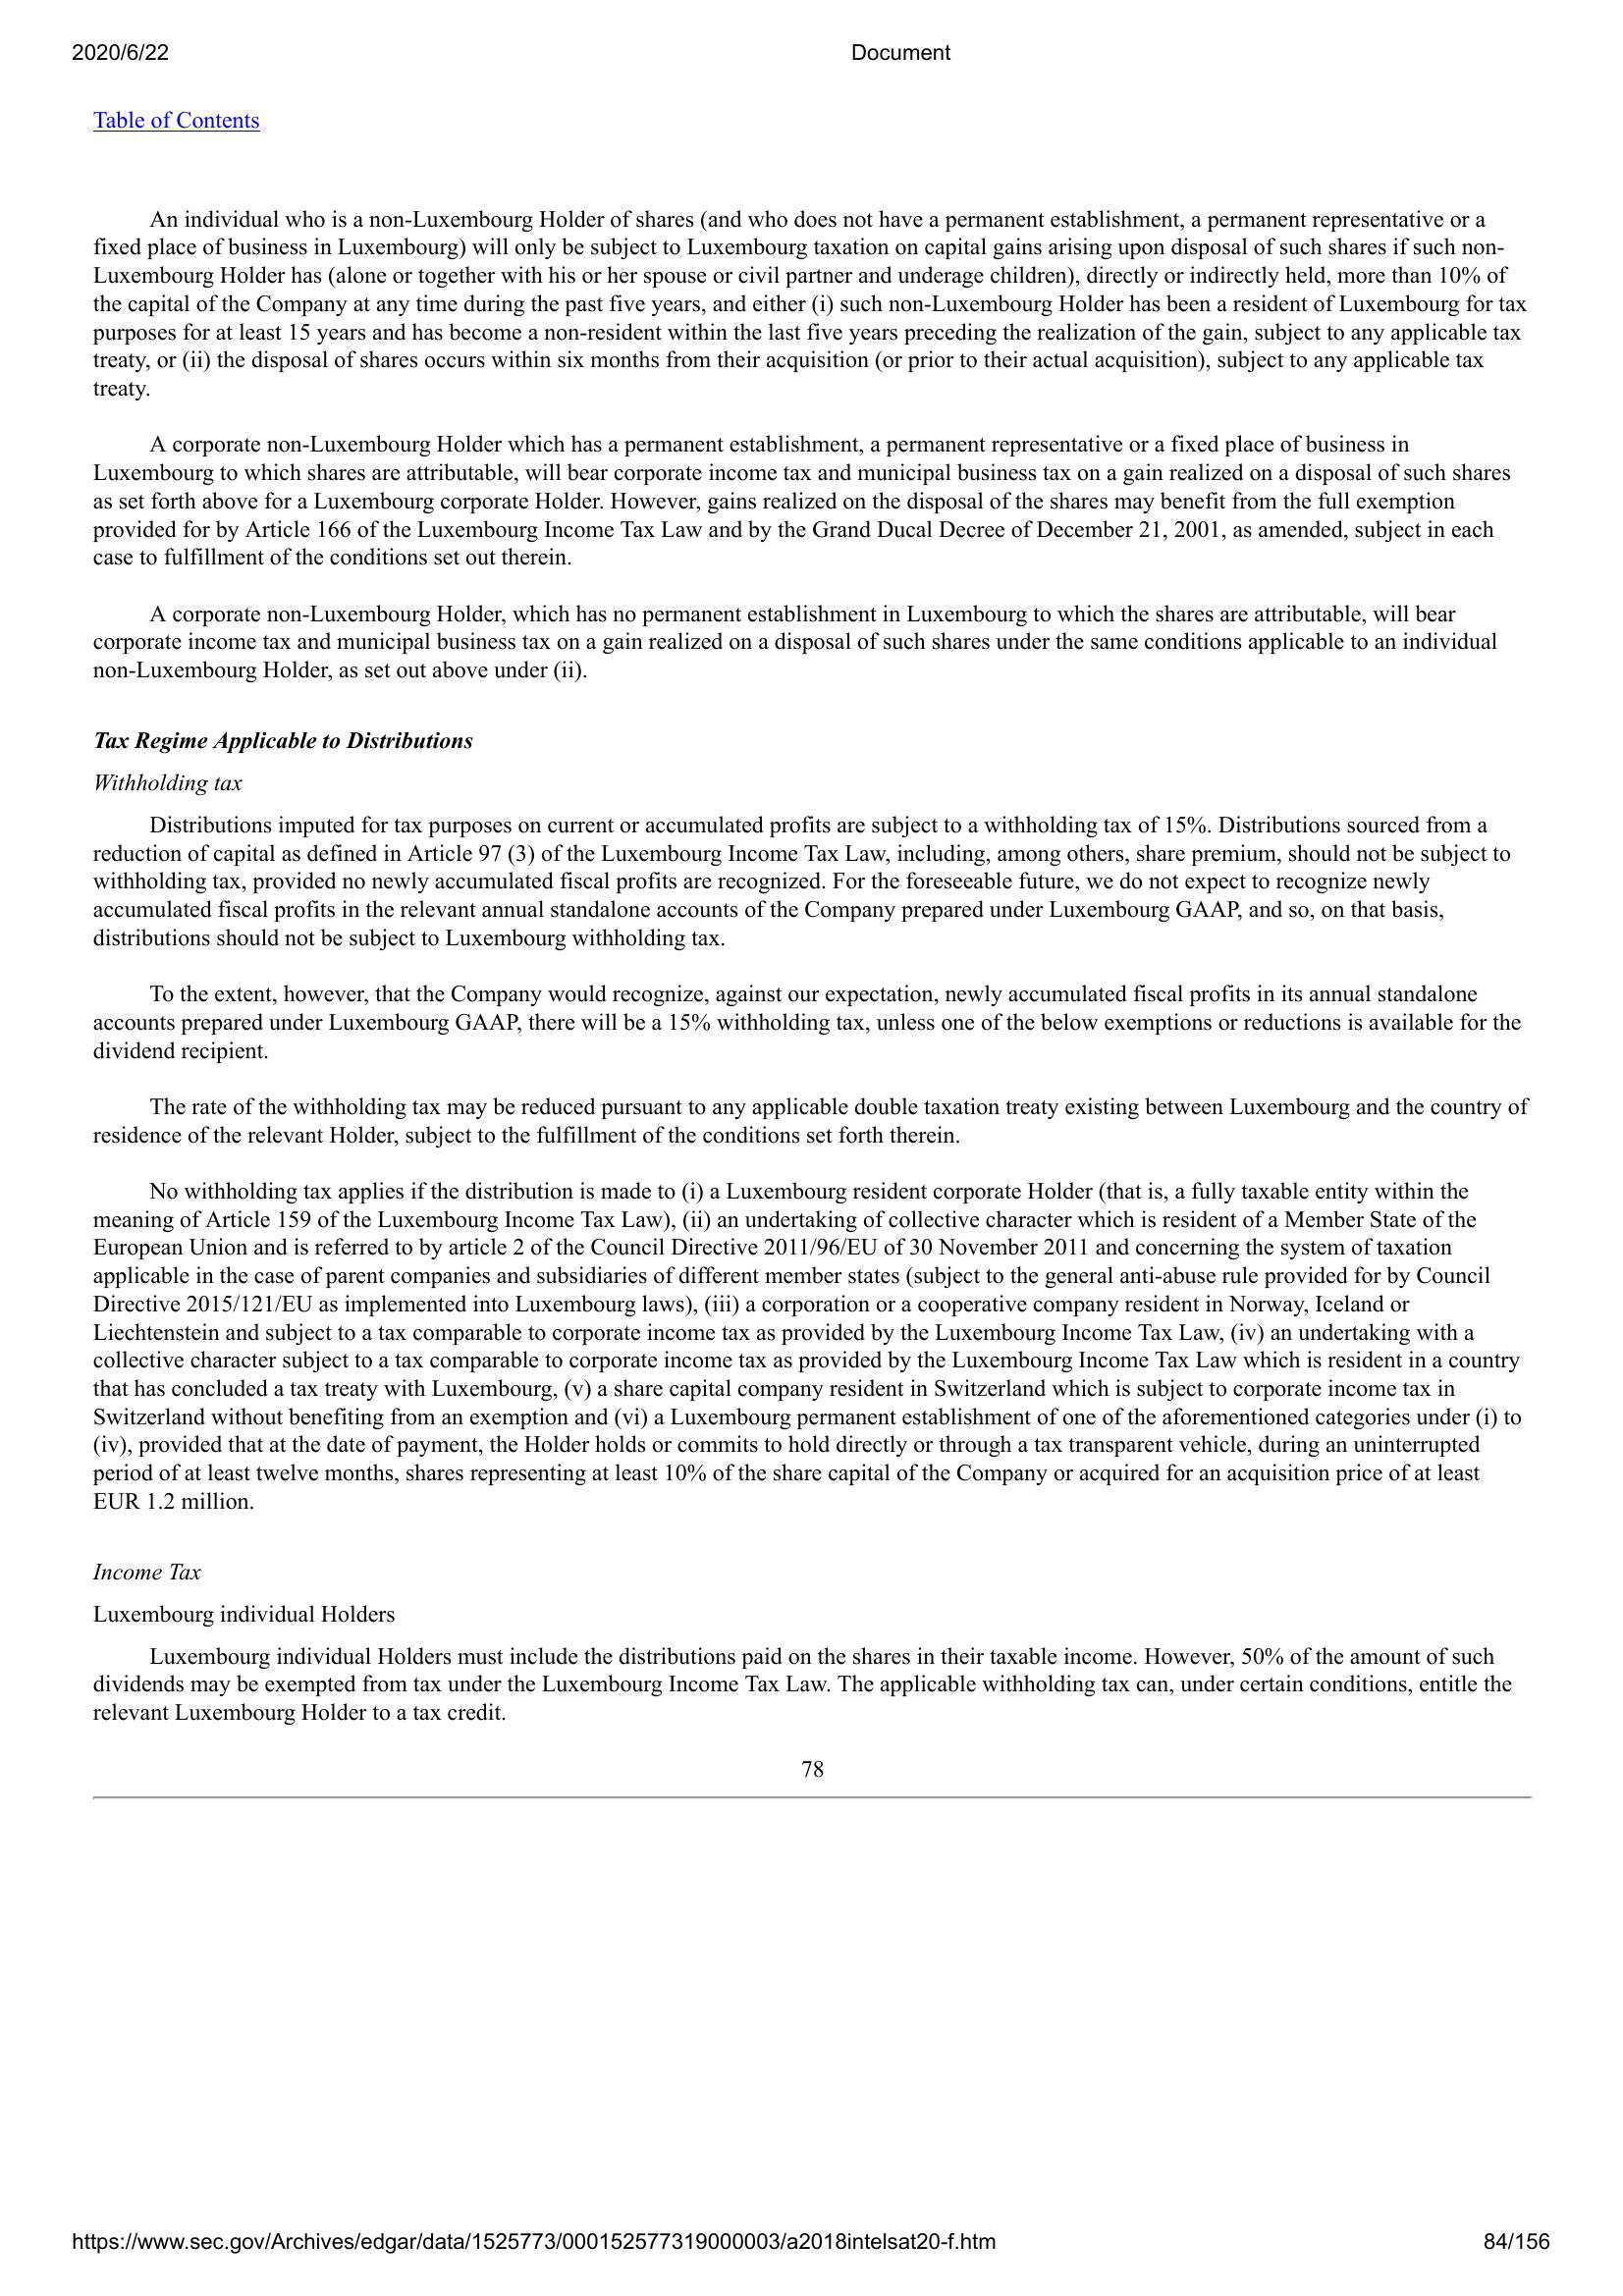 2020/6/22
Document
Table of Contents
An individual who is a non-Luxembourg Holder of shares (and who does not have a permanent establishment, a permanent representative or a
fixed place of business in Luxembourg) will only be subject to Luxembourg taxation on capital gains arising upon disposal of such shares if such non-
Luxembourg Holder has (alone or together with his or her spouse or civil partner and underage children), directly or indirectly held, more than 10% of
the capital of the Company at any time during the past five years, and either (i) such non-Luxembourg Holder has been a resident of Luxembourg for tax
purposes for at least 15 years and has become a non-resident within the last five years preceding the realization of the gain, subject to any applicable tax
treaty, or (ii) the disposal of shares occurs within six months from their acquisition (or prior to their actual acquisition), subject to any applicable tax
treaty.
A corporate non-Luxembourg Holder which has a permanent establishment, a permanent representative or a fixed place of business in
Luxembourg to which shares are attributable, will bear corporate income tax and municipal business tax on a gain realized on a disposal of such shares
as set forth above for a Luxembourg corporate Holder. However, gains realized on the disposal of the shares may benefit from the full exemption
provided for by Article 166 of the Luxembourg Income Tax Law and by the Grand Ducal Decree of December 21, 2001, as amended, subject in each
case to fulfillment of the conditions set out therein.
A corporate non-Luxembourg Holder, which has no permanent establishment in Luxembourg to which the shares are attributable, will bear
corporate income tax and municipal business tax on a gain realized on a disposal of such shares under the same conditions applicable to an individual
non-Luxembourg Holder, as set out above under (ii).
Tax Regime Applicable to Distributions
Withholding tax
Distributions imputed for tax purposes on current or accumulated profits are subject to a withholding tax of 15%. Distributions sourced from a
reduction of capital as defined in Article 97 (3) of the Luxembourg Income Tax Law, including, among others, share premium, should not be subject to
withholding tax, provided no newly accumulated fiscal profits are recognized. For the foreseeable future, we do not expect to recognize newly
accumulated fiscal profits in the relevant annual standalone accounts of the Company prepared under Luxembourg GAAP, and so, on that basis,
distributions should not be subject to Luxembourg withholding tax.
To the extent, however, that the Company would recognize, against our expectation, newly accumulated fiscal profits in its annual standalone
accounts prepared under Luxembourg GAAP, there will be a 15% withholding tax, unless one of the below exemptions or reductions is available for the
dividend recipient.
The rate of the withholding tax may be reduced pursuant to any applicable double taxation treaty existing between Luxembourg and the country of
residence of the relevant Holder, subject to the fulfillment of the conditions set forth therein.
No withholding tax applies if the distribution is made to (i) a Luxembourg resident corporate Holder (that is, a fully taxable entity within the
meaning of Article 159 of the Luxembourg Income Tax Law), (ii) an undertaking of collective character which is resident of a Member State of the
European Union and is referred to by article 2 of the Council Directive 2011/96/EU of 30 November 2011 and concerning the system of taxation
applicable in the case of parent companies and subsidiaries of different member states (subject to the general anti-abuse rule provided for by Council
Directive 2015/121/EU as implemented into Luxembourg laws), (iii) a corporation or a cooperative company resident in Norway, Iceland or
Liechtenstein and subject to a tax comparable to corporate income tax as provided by the Luxembourg Income Tax Law, (iv) an undertaking with a
collective character subject to a tax comparable to corporate income tax as provided by the Luxembourg Income Tax Law which is resident in a country
that has concluded a tax treaty with Luxembourg, (v) a share capital company resident in Switzerland which is subject to corporate income tax in
Switzerland without benefiting from an exemption and (vi) a Luxembourg permanent establishment of one of the aforementioned categories under (i) to
(iv), provided that at the date of payment, the Holder holds or commits to hold directly or through a tax transparent vehicle, during an uninterrupted
period of at least twelve months, shares representing at least 10% of the share capital of the Company or acquired for an acquisition price of at least
EUR 1.2 million.
Income Tax
Luxembourg individual Holders
Luxembourg individual Holders must include the distributions paid on the shares in their taxable income. However, 50% of the amount of such
dividends may be exempted from tax under the Luxembourg Income Tax Law. The applicable withholding tax can, under certain conditions, entitle the
relevant Luxembourg Holder to a tax credit.
78
https://www.sec.gov/Archives/edgar/data/1525773/000152577319000003/a2018intelsat20-f.htm
84/156